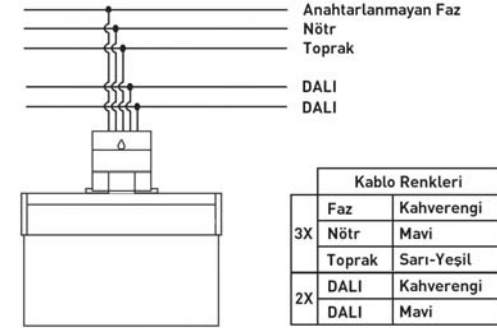 Anahtarlanmayan Faz
Nötr
Toprak
DALI
DALI
Kablo Renkleri
3X
Faz Kahverengi
Nötr Mavi
Toprak Sarı-Yeşil
2X
DALI Kahverengi
DALI Mavi